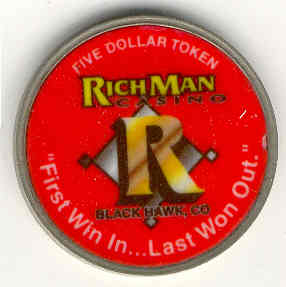 FIVE DOLLAR TOKEN
RICHMAN
CASINO
R
BLACK HAWK, CO
"First Win In...Last Won Out."